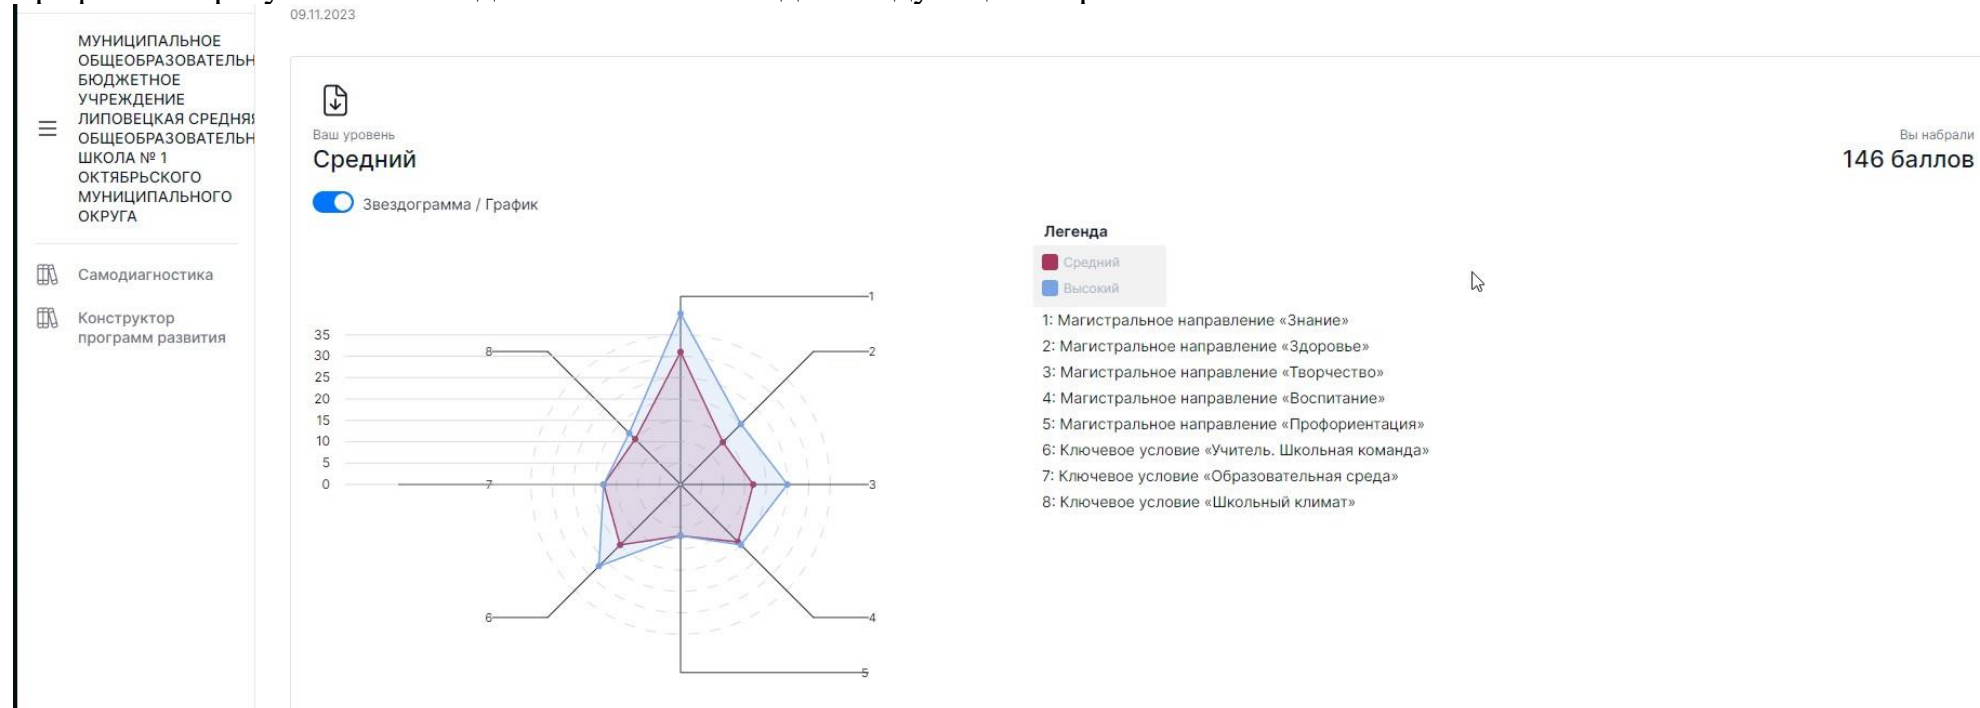 09.11.2023
МУНИЦИПАЛЬНОЕ
ОБЩЕОБРАЗОВАТЕЛЬН
БЮДЖЕТНОЕ
УЧРЕЖДЕНИЕ
ЛИПОВЕЦКАЯ СРЕДНЯЯ
ОБЩЕОБРАЗОВАТЕЛЬН
ШКОЛА № 1
ОКТЯБРЬСКОГО
МУНИЦИПАЛЬНОГО
ОКРУГА
Самодиагностика
Конструктор
программ развития
Ваш уровень
Средний
Вы набрали
146 баллов
Звездограмма / График
35
30
25
20
15
10
5
0
1
2
3
4
5
6
7
8
Легенда
Средний
Высокий
1: Магистральное направление «Знание»
2: Магистральное направление «Здоровье»
3: Магистральное направление «Творчество»
4: Магистральное направление «Воспитание»
5: Магистральное направление «Профориентация»
6: Ключевое условие «Учитель. Школьная команда»
7: Ключевое условие «Образовательная среда»
8: Ключевое условие «Школьный климат»